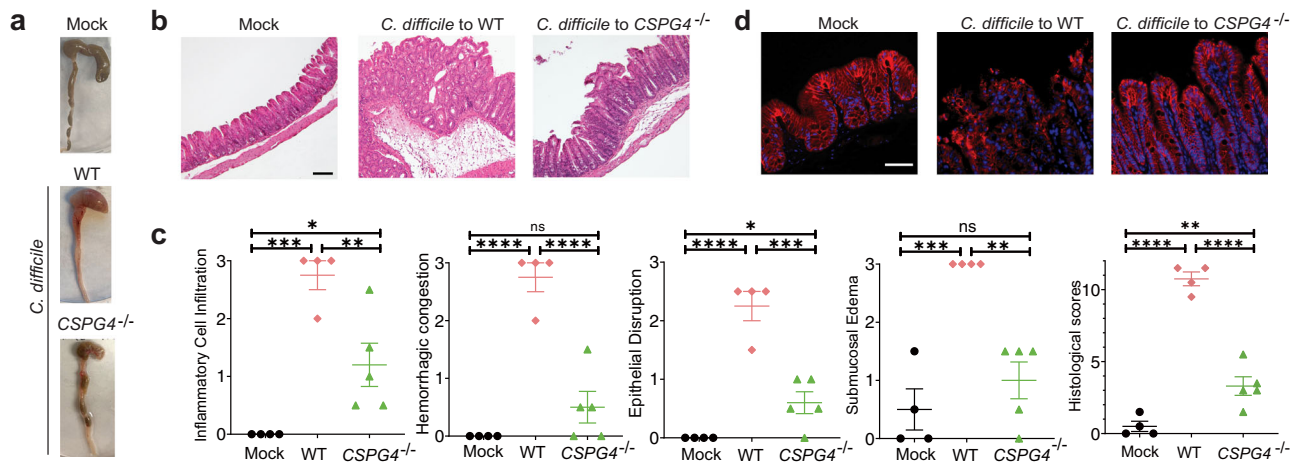 a
Mock
WT
C. difficile
CSPG4-/-
b
Mock
C. difficile to WT
C. difficile to CSPG4-/-
d
Mock
C. difficile to WT
C. difficile to CSPG4-/-
c
Inflammatory Cell Infiltration
*
*** **
3
2
1
0
Mock WT CSPG4-/-
Hemorrhagic congestion
ns
**** ****
3
2
1
0
Mock WT CSPG4-/-
Epithelial Disruption
*
**** ***
3
2
1
0
Mock WT CSPG4-/-
Submucosal Edema
ns
*** **
3
2
1
0
Mock WT CSPG4-/-
Histological scores
**
**** ****
10
5
0
Mock WT CSPG4-/-